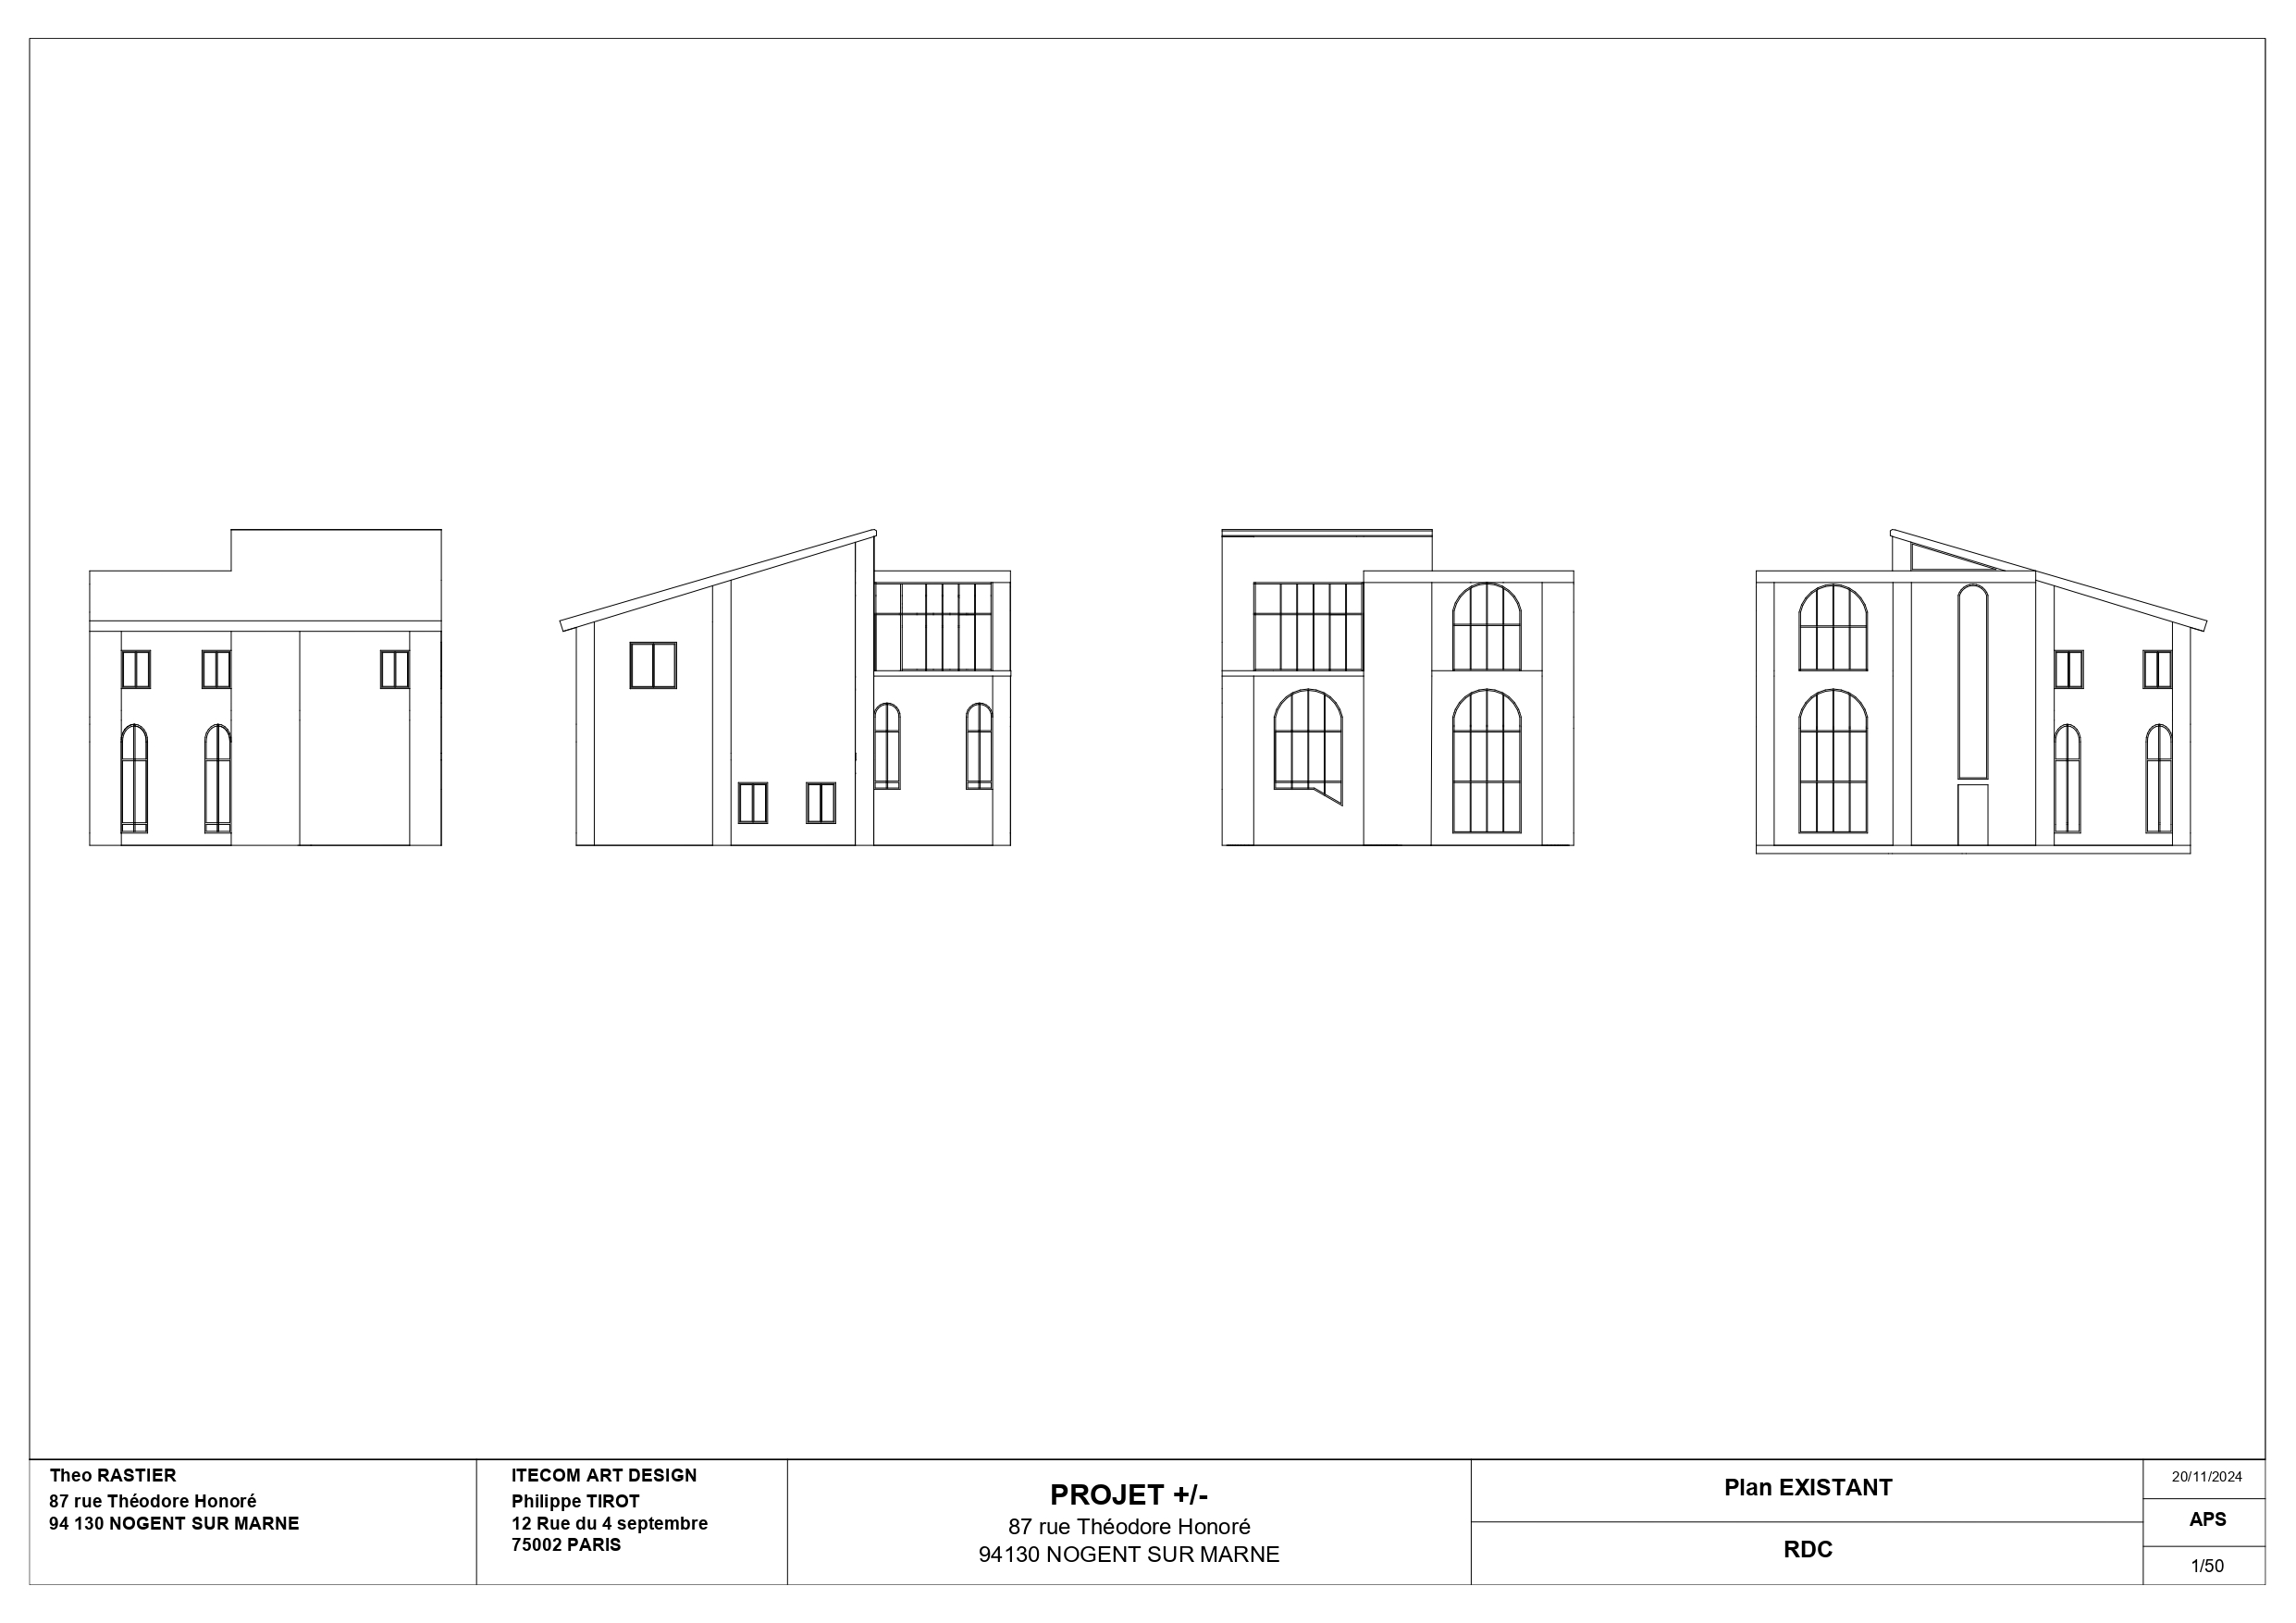 Theo RASTIER
87 rue Théodore Honoré
94 130 NOGENT SUR MARNE
ITECOM ART DESIGN
Philippe TIROT
12 Rue du 4 septembre
75002 PARIS
PROJET +/-
87 rue Théodore Honoré
94130 NOGENT SUR MARNE
Plan EXISTANT
RDC
20/11/2024
APS
1/50